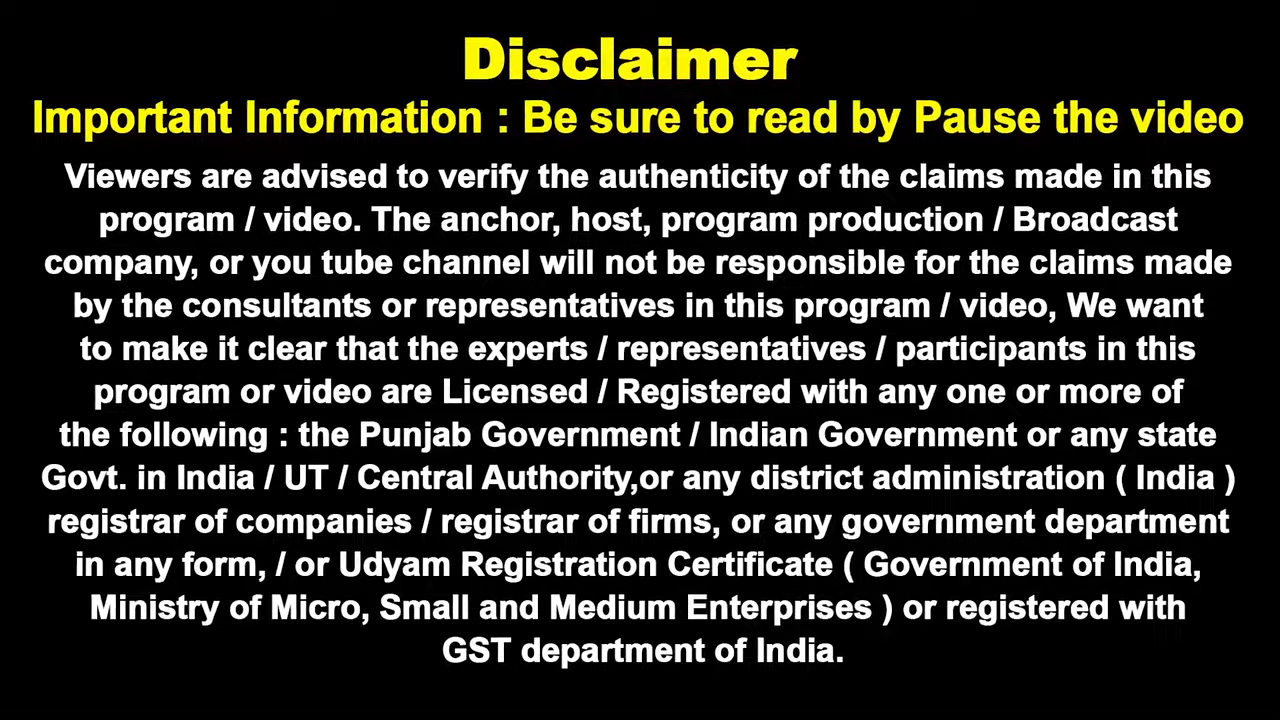 Disclaimer
Important Information : Be sure to read by Pause the video
Viewers are advised to verify the authenticity of the claims made in this
program / video. The anchor, host, program production / Broadcast
company, or you tube channel will not be responsible for the claims made
by the consultants or representatives in this program / video, We want
to make it clear that the experts / representatives / participants in this
program or video are Licensed / Registered with any one or more of
the following : the Punjab Government / Indian Government or any state
Govt. in India / UT / Central Authority,or any district administration ( India )
registrar of companies / registrar of firms, or any government department
in any form, / or Udyam Registration Certificate ( Government of India,
Ministry of Micro, Small and Medium Enterprises ) or registered with
GST department of India.